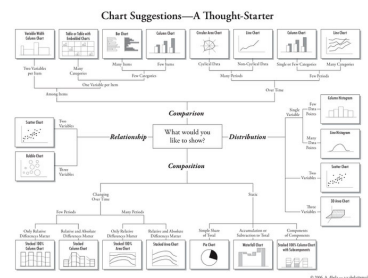 Chart Suggestions—A Thought-Starter
Variable Width
Column Chart
Table or Table with
Embedded Charts
Bar Chart
Column Chart
Circular Area Chart
Line Chart
Column Chart
Line Chart
Two Variables
per Item
Many
Categories
Many Items
Few Items
Cyclical Data
Non-Cyclical Data
Single or Few Categories
Many Categories
Few Categories
Many Periods
Few Periods
One Variable per Item
Among Items
Over Time
Comparison
Relationship
What would you
like to show?
Distribution
Composition
Scatter Chart
Two
Variables
Bubble Chart
Three
Variables
Single
Variable
Few
Data
Points
Column Histogram
Many
Data
Points
Line Histogram
Two
Variables
Scatter Chart
Three
Variables
3D Area Chart
Changing
Over Time
Static
Few Periods
Many Periods
Only Relative
Differences Matter
Relative and Absolute
Differences Matter
Only Relative
Differences Matter
Relative and Absolute
Differences Matter
Simple Share
of Total
Accumulation or
Subtraction to Total
Components of
Components
Stacked 100%
Column Chart
Stacked
Column Chart
Stacked 100%
Area Chart
Stacked Area Chart
Pie Chart
Waterfall Chart
Stacked 100% Column Chart
with Subcomponents